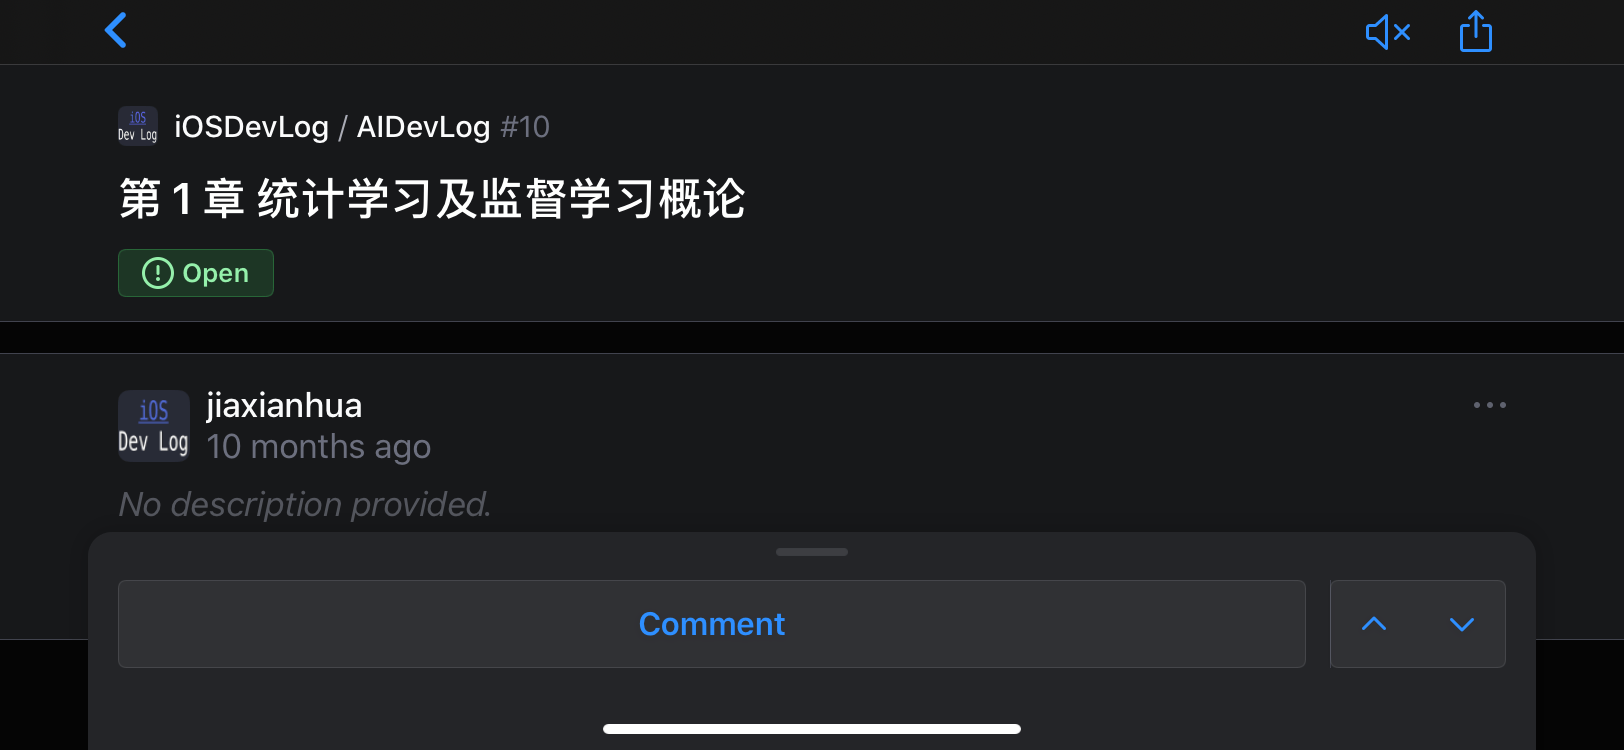 iOS
Dev Log
iOSDevLog / AIDevLog #10
第 1 章 统计学习及监督学习概论
Open
iOS
Dev Log
jiaxianhua
10 months ago
No description provided.
Comment